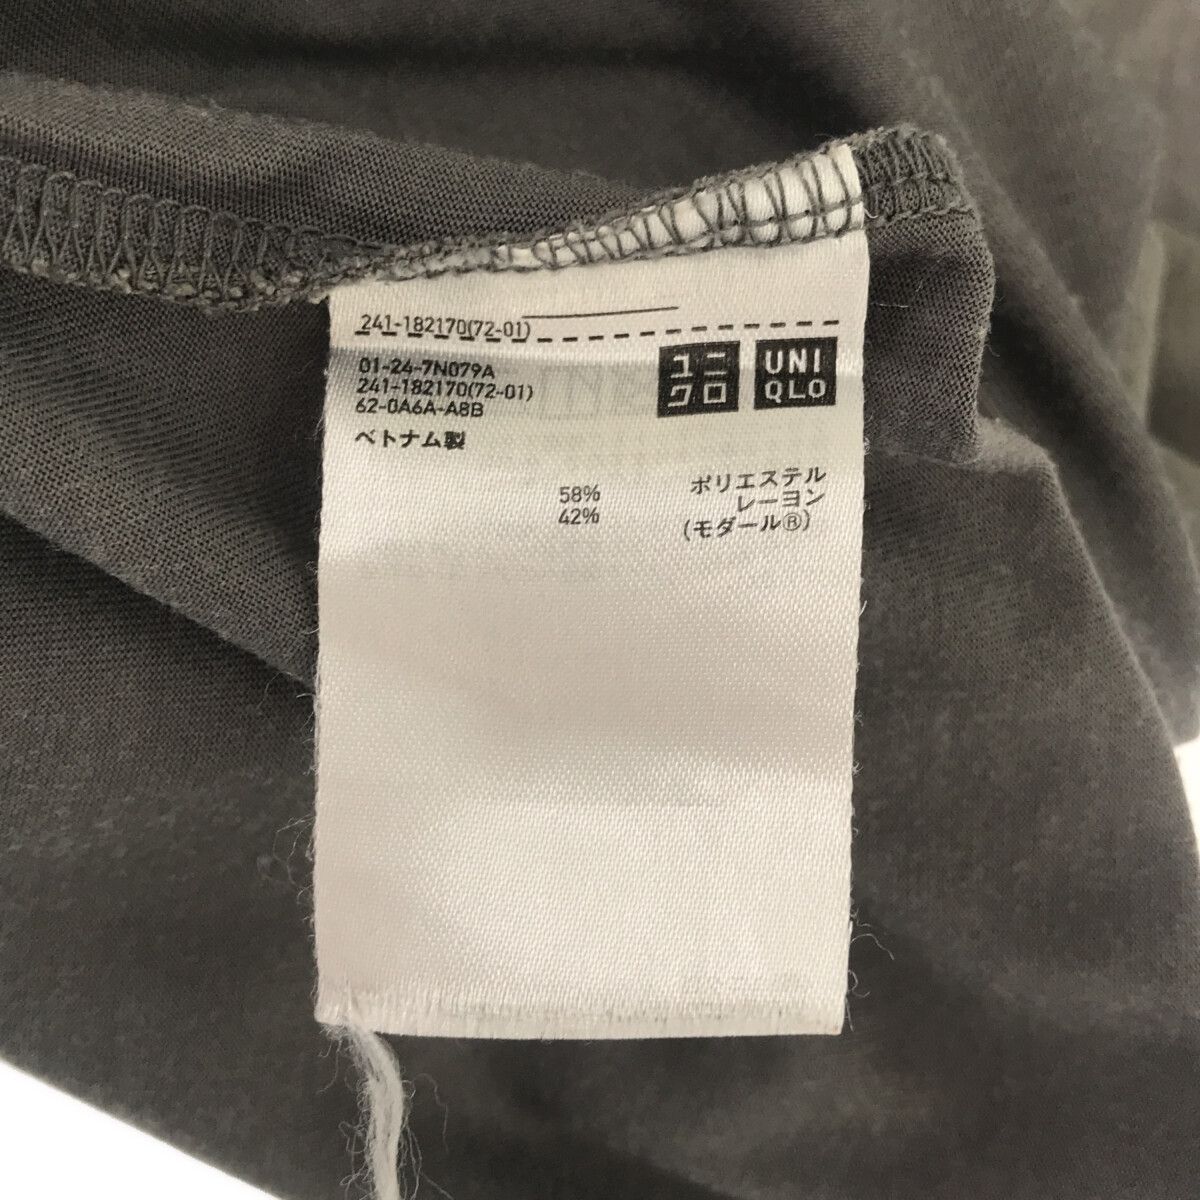 241-182170(72-01)
01-24-7N079A
241-182170(72-01)
62-0A6A-A8B
ベトナム製
ユニ
クロ
UNI
QLO
58% ポリエステル
42% レーヨン
(モダール®)